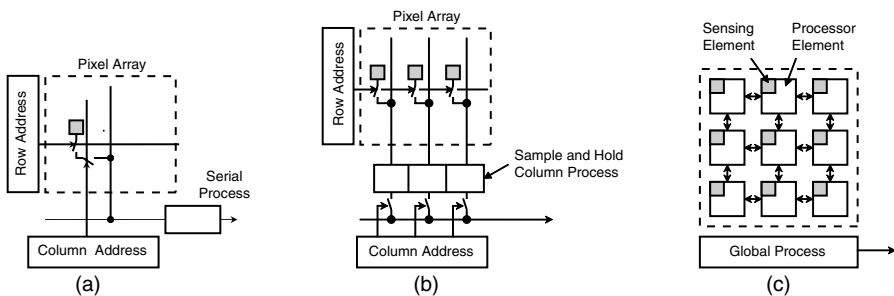 Pixel Array
Row Address
Serial
Process
Column Address
(a)
Pixel Array
Row Address
Sample and Hold
Column Process
Column Address
(b)
Sensing
Element
Processor
Element
Global Process
(c)